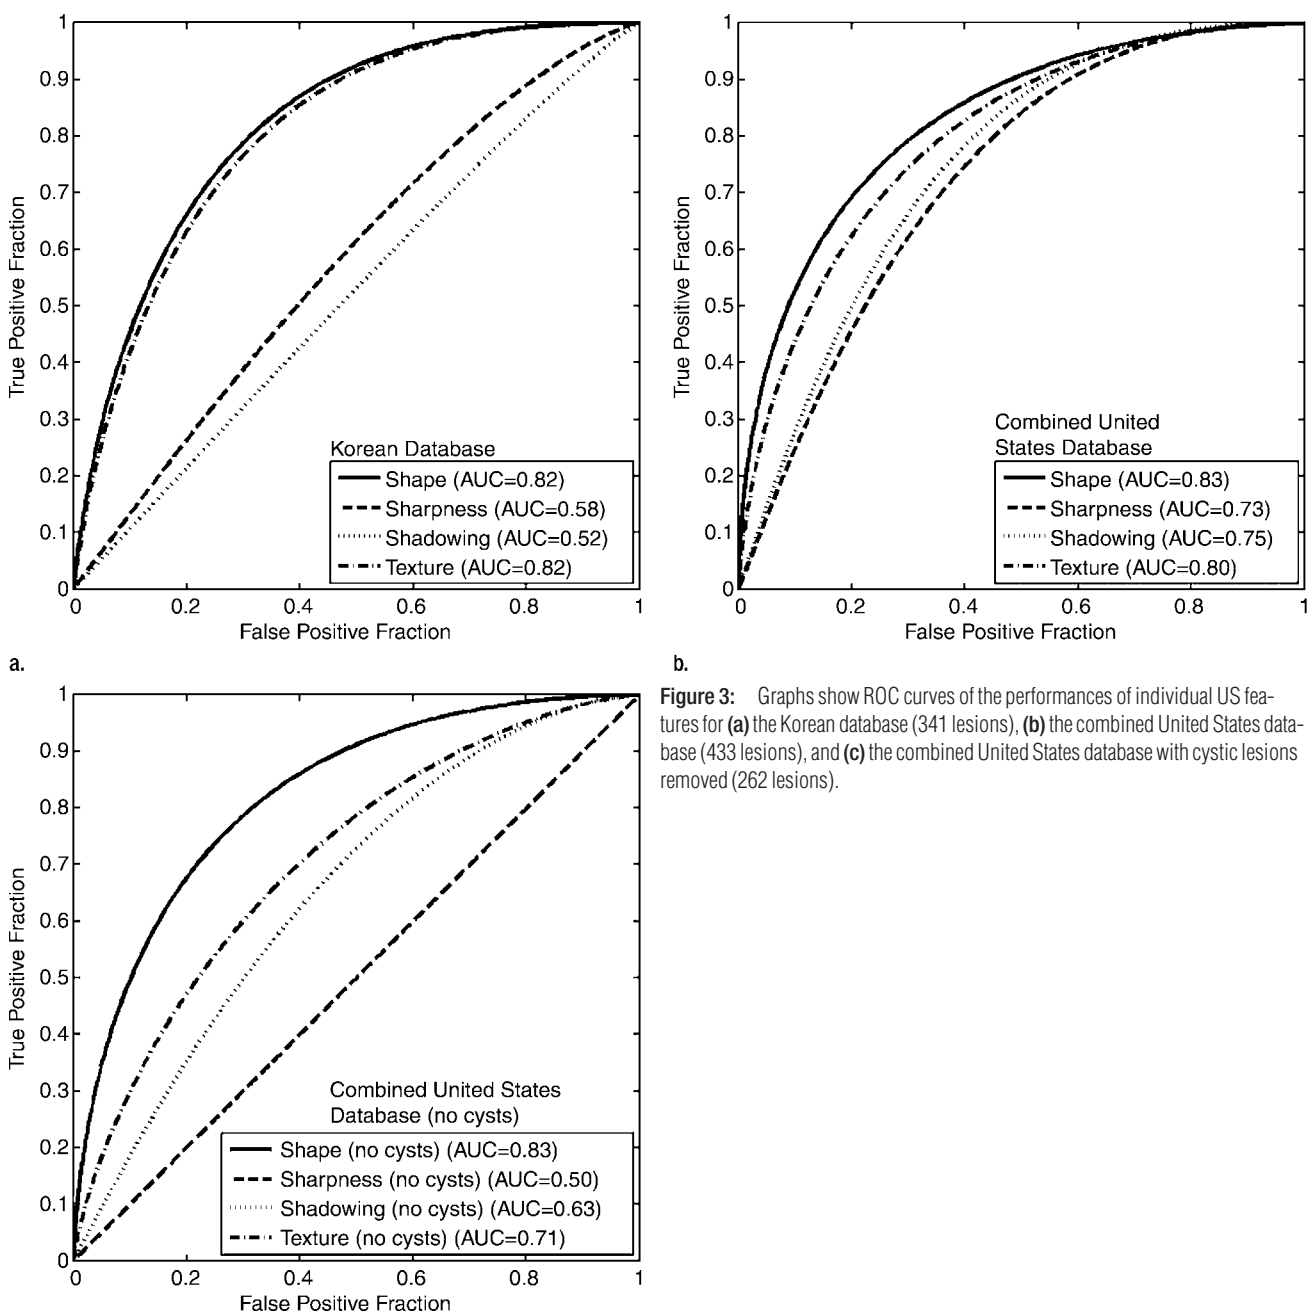 1
0.9
0.8
0.7
0.6
0.5
0.4
0.3
0.2
0.1
0
True Positive Fraction
Korean Database
Shape (AUC=0.82)
Sharpness (AUC=0.58)
Shadowing (AUC=0.52)
Texture (AUC=0.82)
0 0.2 0.4 0.6 0.8 1
False Positive Fraction
a.
1
0.9
0.8
0.7
0.6
0.5
0.4
0.3
0.2
0.1
0
True Positive Fraction
Combined United
States Database
Shape (AUC=0.83)
Sharpness (AUC=0.73)
Shadowing (AUC=0.75)
Texture (AUC=0.80)
0 0.2 0.4 0.6 0.8 1
False Positive Fraction
b.
Figure 3: Graphs show ROC curves of the performances of individual US fea-
tures for (a) the Korean database (341 lesions), (b) the combined United States data-
base (433 lesions), and (c) the combined United States database with cystic lesions
removed (262 lesions).
1
0.9
0.8
0.7
0.6
0.5
0.4
0.3
0.2
0.1
0
True Positive Fraction
Combined United States
Database (no cysts)
Shape (no cysts) (AUC=0.83)
Sharpness (no cysts) (AUC=0.50)
Shadowing (no cysts) (AUC=0.63)
Texture (no cysts) (AUC=0.71)
0 0.2 0.4 0.6 0.8 1
False Positive Fraction